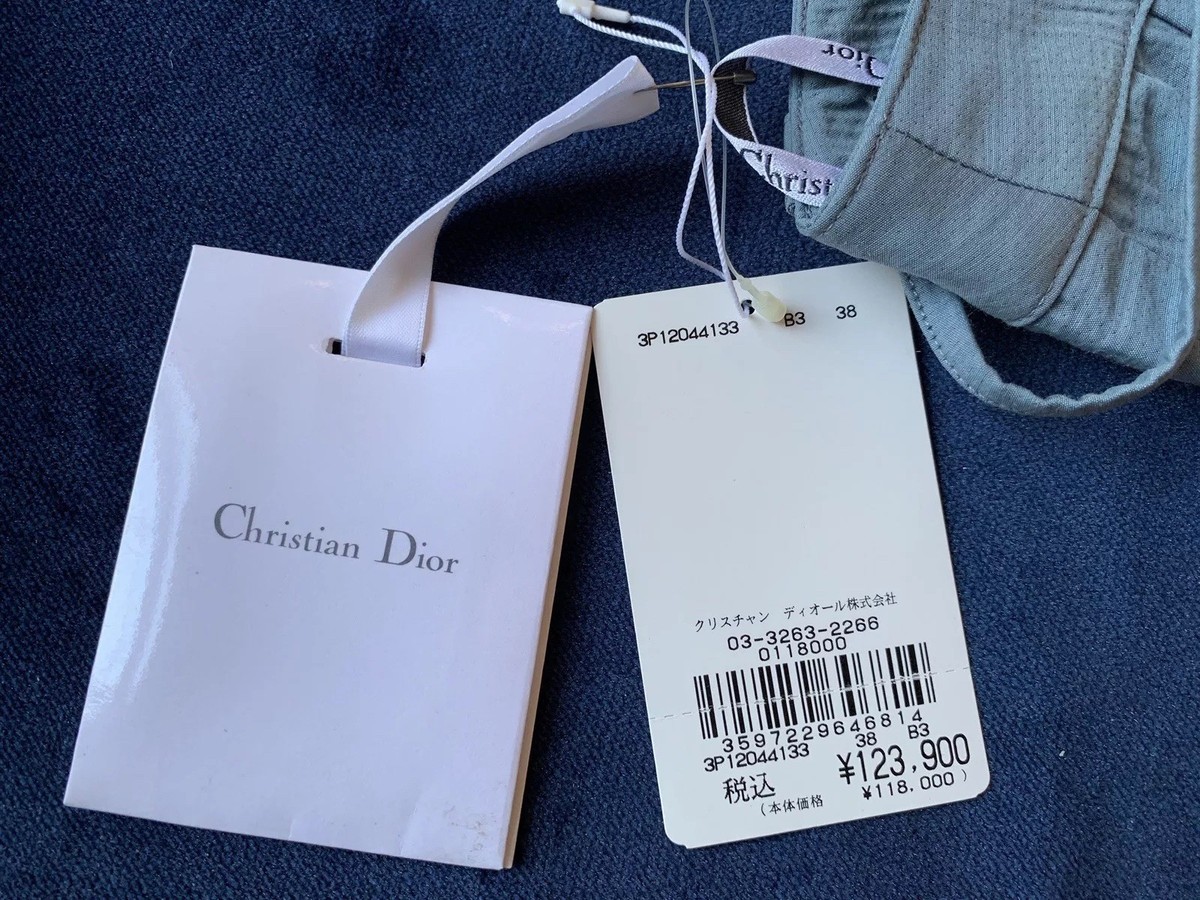 Dior
Christ
Christian Dior
3P12044133 B3 38
クリスチャン ディオール株式会社
03-3263-2266
0118000
3597229646814
3P12044133 38 B3
税込 ¥123,900
(本体価格 ¥118,000)